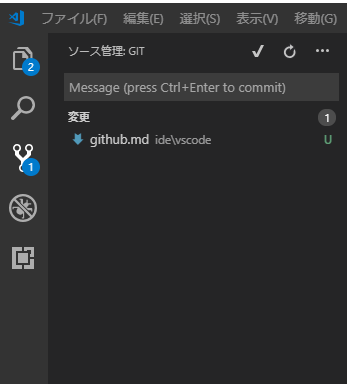 ファイル(F) 編集(E) 選択(S) 表示(V) 移動(G)
ソース管理: GIT
2
Message (press Ctrl+Enter to commit)
変更 1
github.md ide\vscode U
1